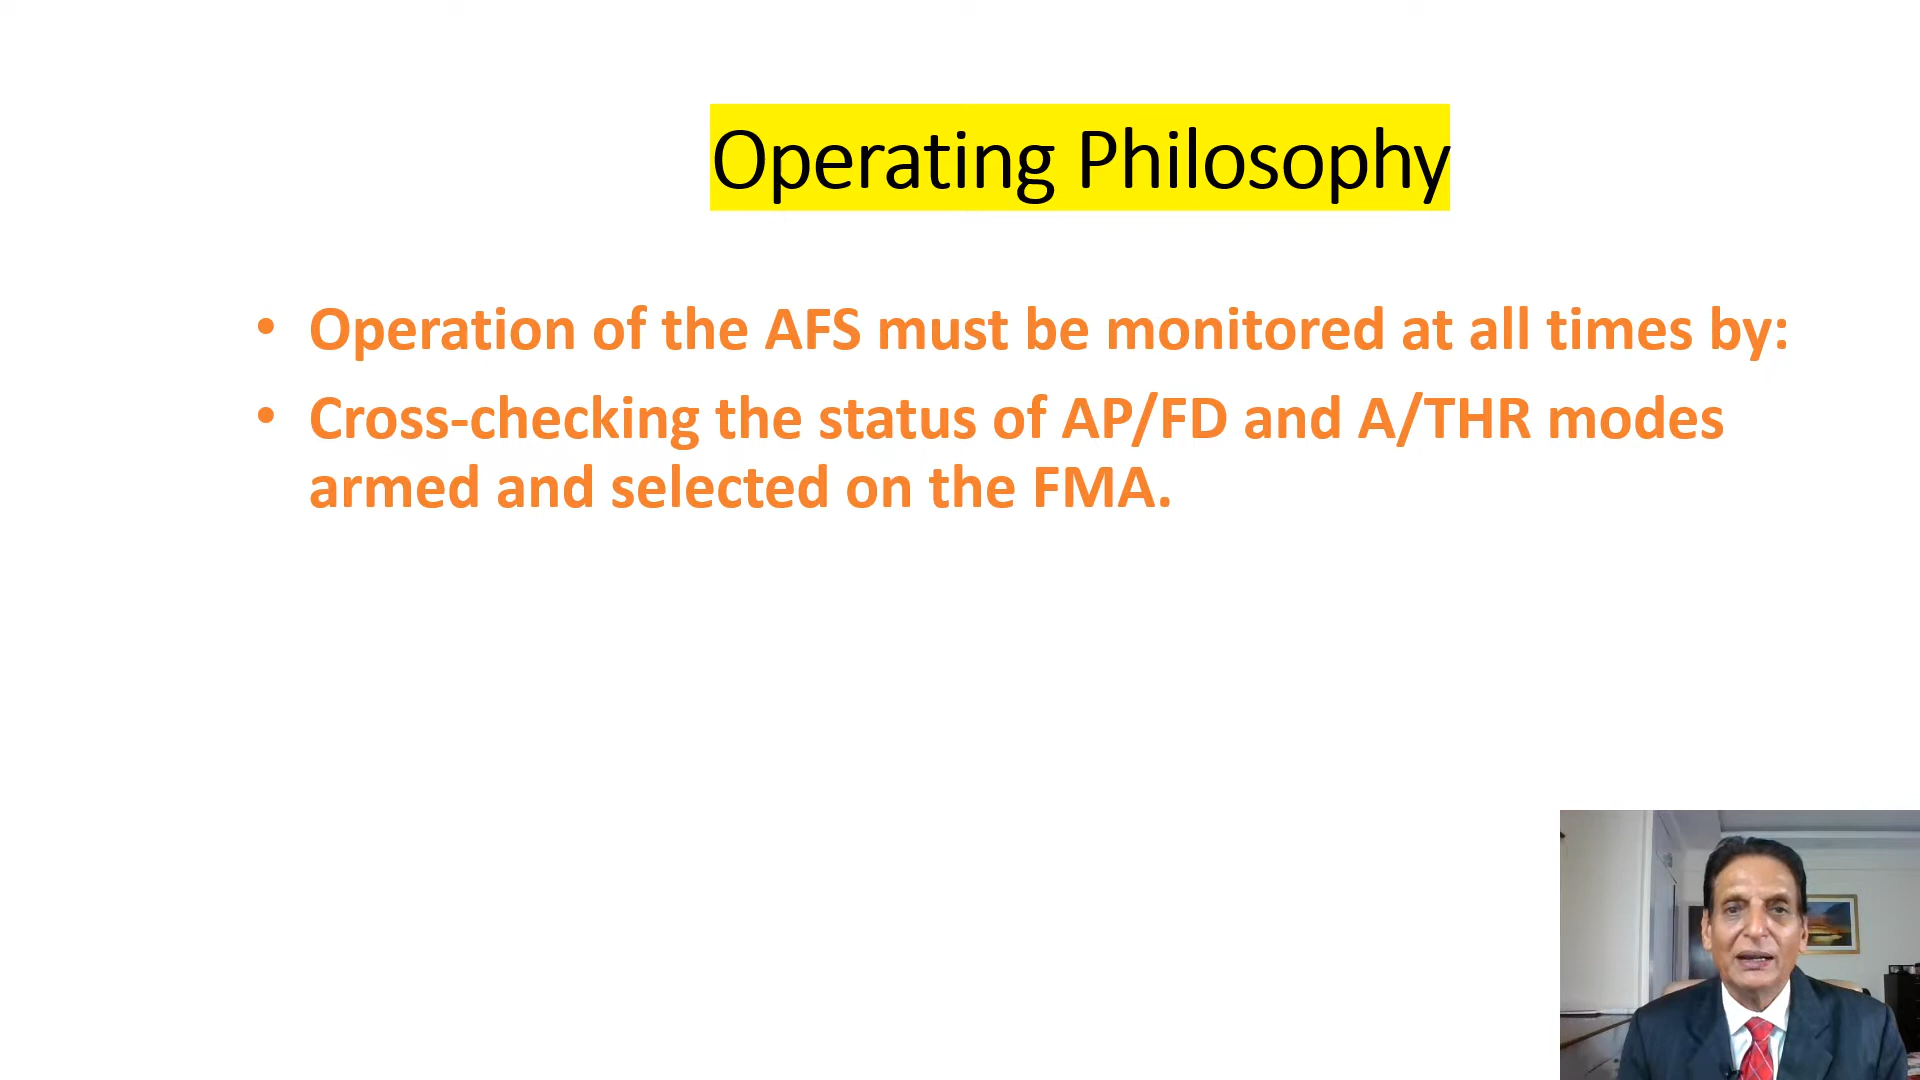 Operating Philosophy
• Operation of the AFS must be monitored at all times by:
• Cross-checking the status of AP/FD and A/THR modes
armed and selected on the FMA.